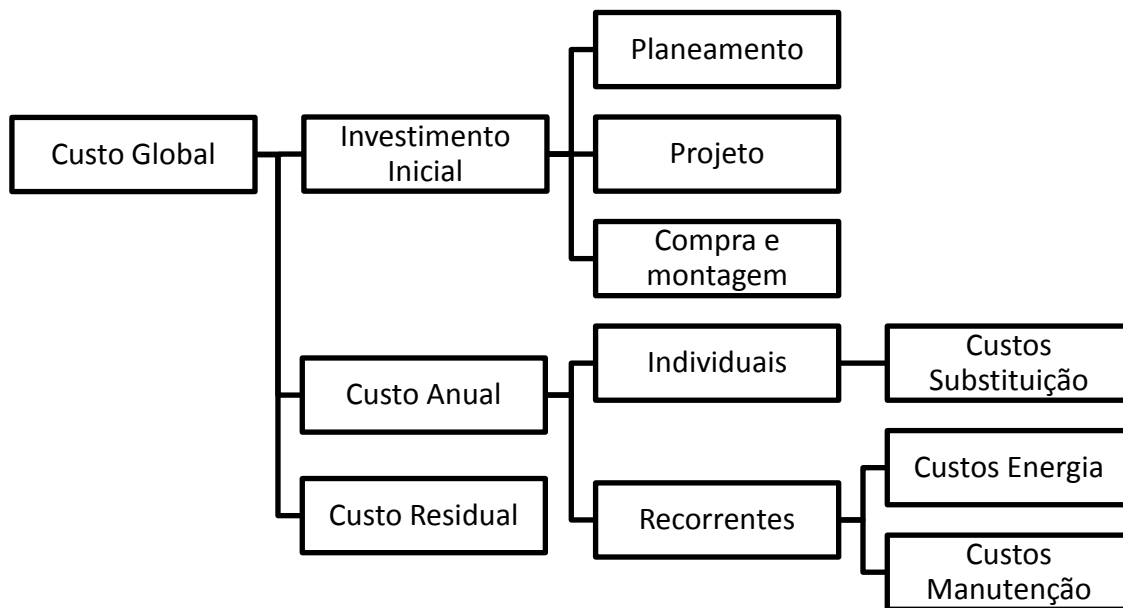 Planeamento
Custo Global
Investimento
Inicial
Projeto
Compra e
montagem
Custo Anual
Individuais
Custos
Substituição
Custo Residual
Recorrentes
Custos Energia
Custos
Manutenção